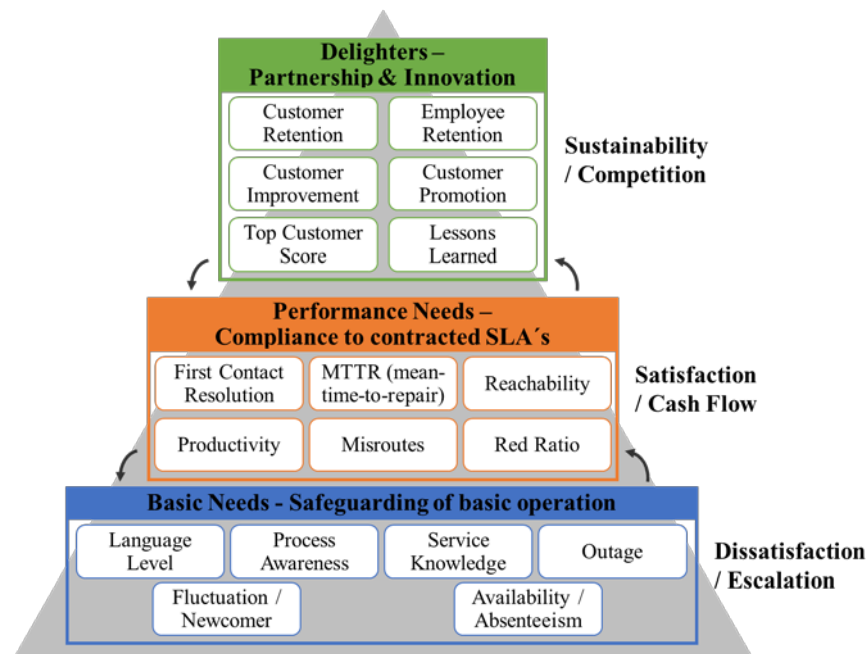 Delighters –
Partnership & Innovation
Customer
Retention
Employee
Retention
Customer
Improvement
Customer
Promotion
Top Customer
Score
Lessons
Learned
Sustainability
/ Competition
Performance Needs –
Compliance to contracted SLA´s
First Contact
Resolution
MTTR (mean-
time-to-repair)
Reachability
Productivity
Misroutes
Red Ratio
Satisfaction
/ Cash Flow
Basic Needs - Safeguarding of basic operation
Language
Level
Process
Awareness
Service
Knowledge
Outage
Fluctuation /
Newcomer
Availability /
Absenteeism
Dissatisfaction
/ Escalation